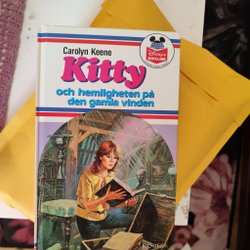 Carolyn Keene
Kitty
och hemligheten på
den gamla vinden